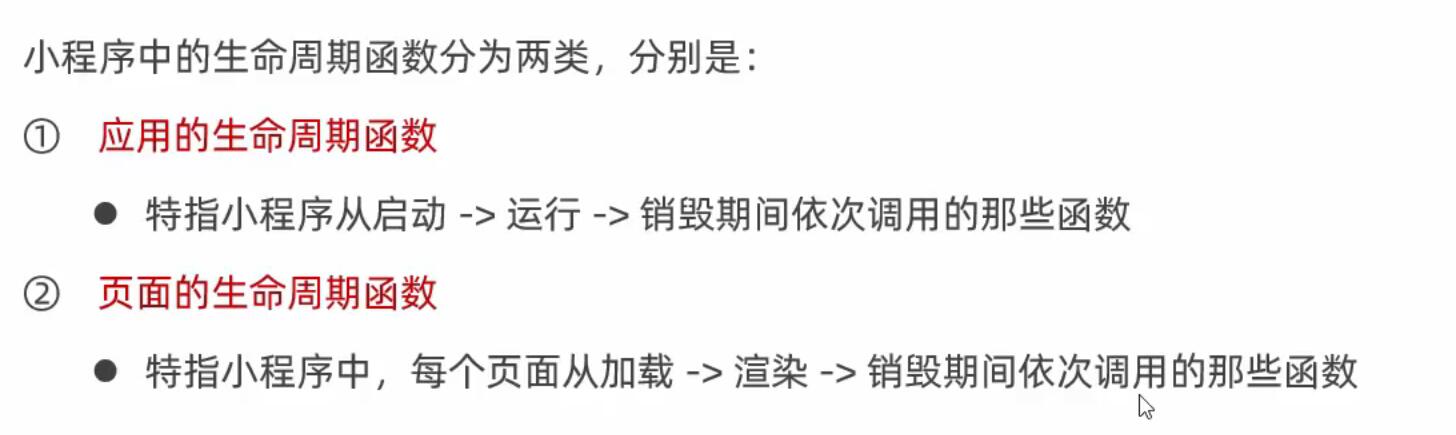 小程序中的生命周期函数分为两类，分别是：
① 应用的生命周期函数
● 特指小程序从启动 -> 运行 -> 销毁期间依次调用的那些函数
② 页面的生命周期函数
● 特指小程序中，每个页面从加载 -> 渲染 -> 销毁期间依次调用的那些函数